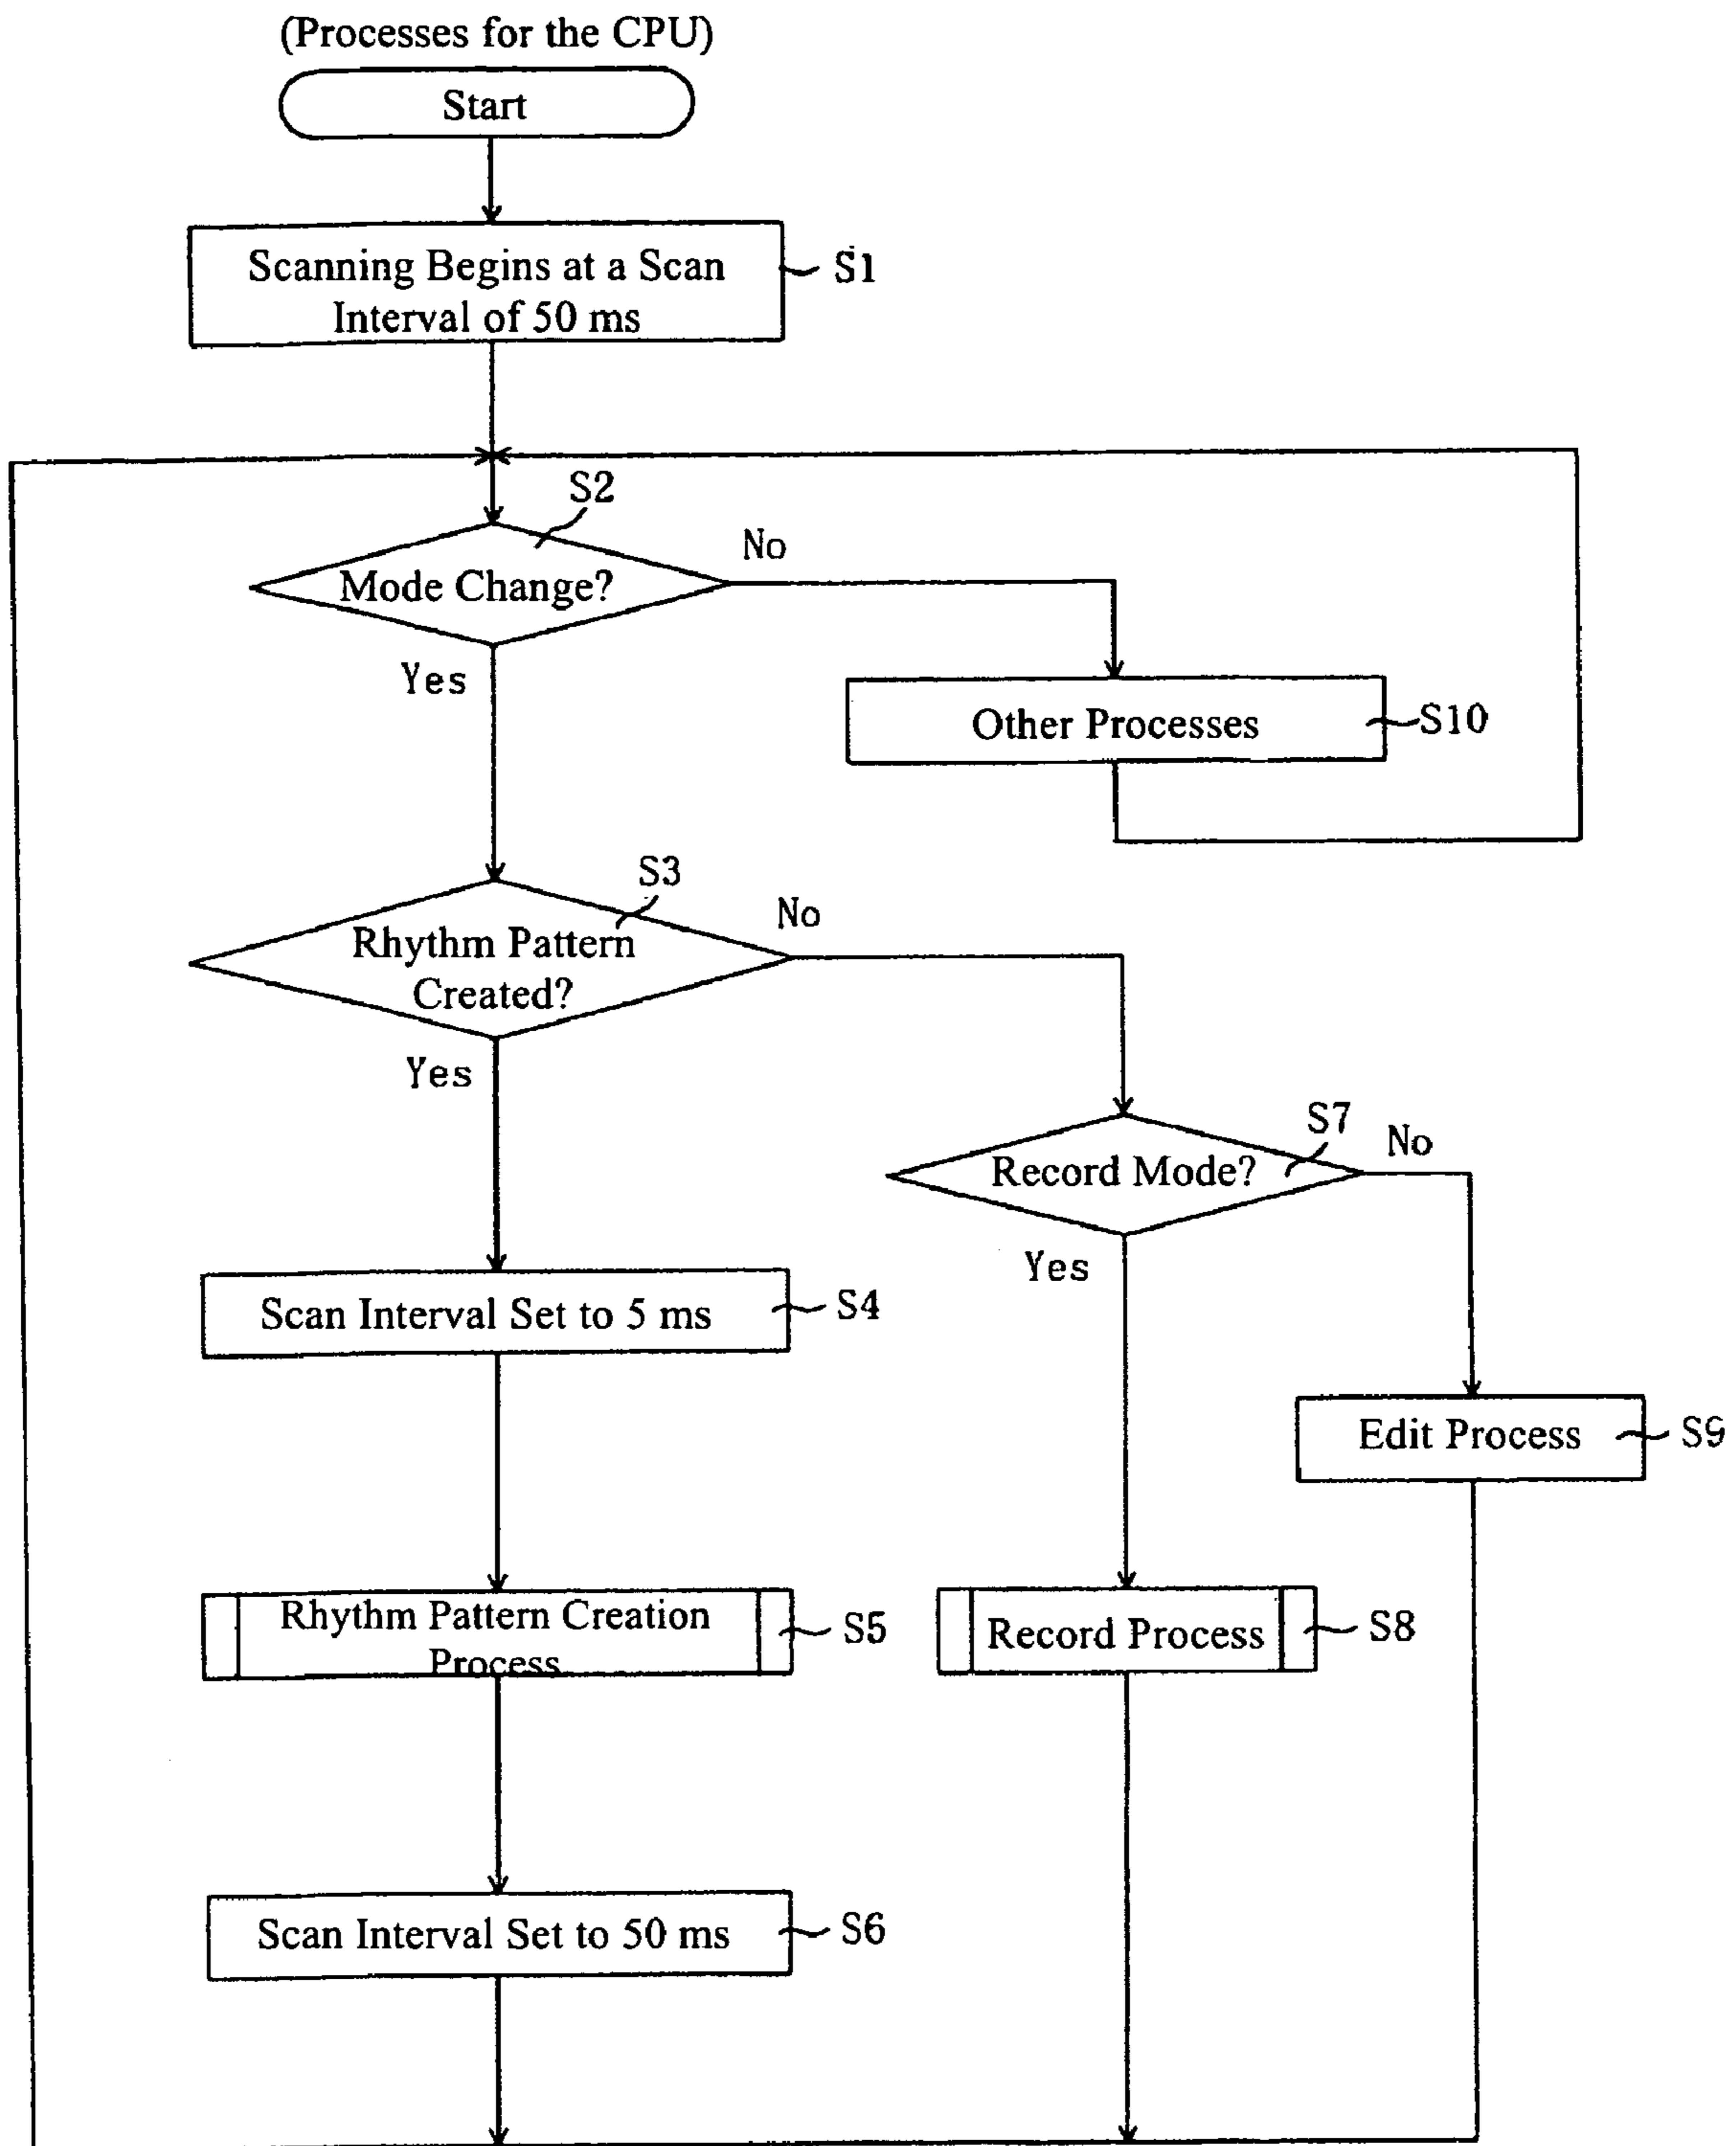 (Processes for the CPU)
Start
Scanning Begins at a Scan
Interval of 50 ms
S1
S2
Mode Change?
No
Yes
Other Processes
S10
S3
Rhythm Pattern
Created?
No
Yes
S7
Record Mode?
No
Yes
Scan Interval Set to 5 ms
S4
Edit Process
S9
Rhythm Pattern Creation
Process
S5
Record Process
S8
Scan Interval Set to 50 ms
S6